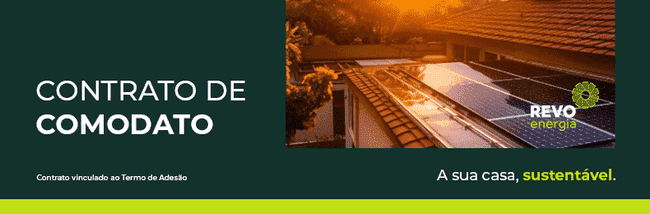 CONTRATO DE
COMODATO
Contrato vinculado ao Termo de Adesão
REVO
energia
A sua casa, sustentável.